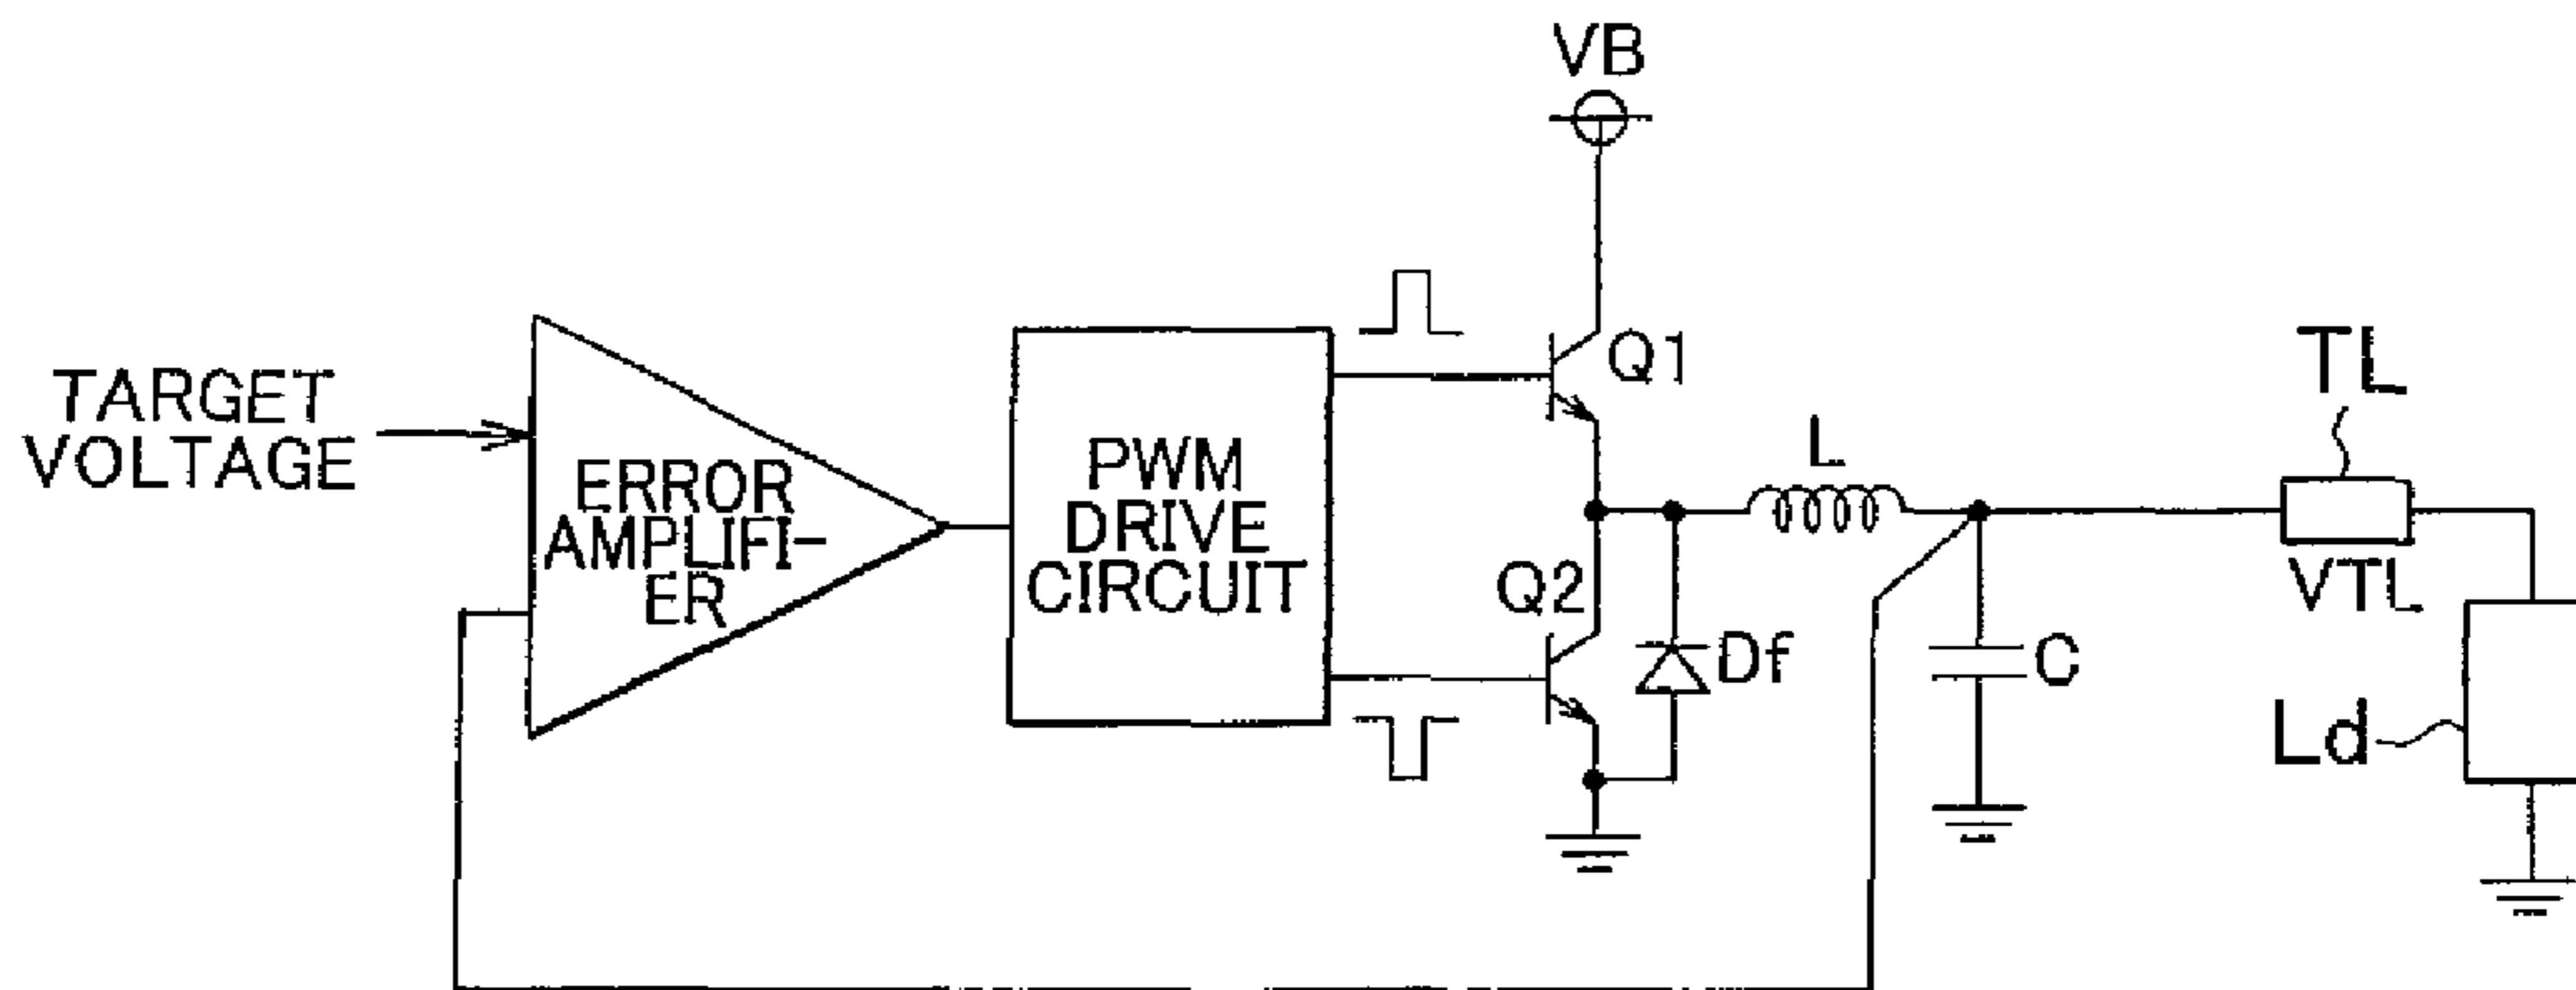 VB
TARGET
VOLTAGE
ERROR
AMPLIFI-
ER
PWM
DRIVE
CIRCUIT
Q1
Q2
Df
L
C
TL
VTL
Ld